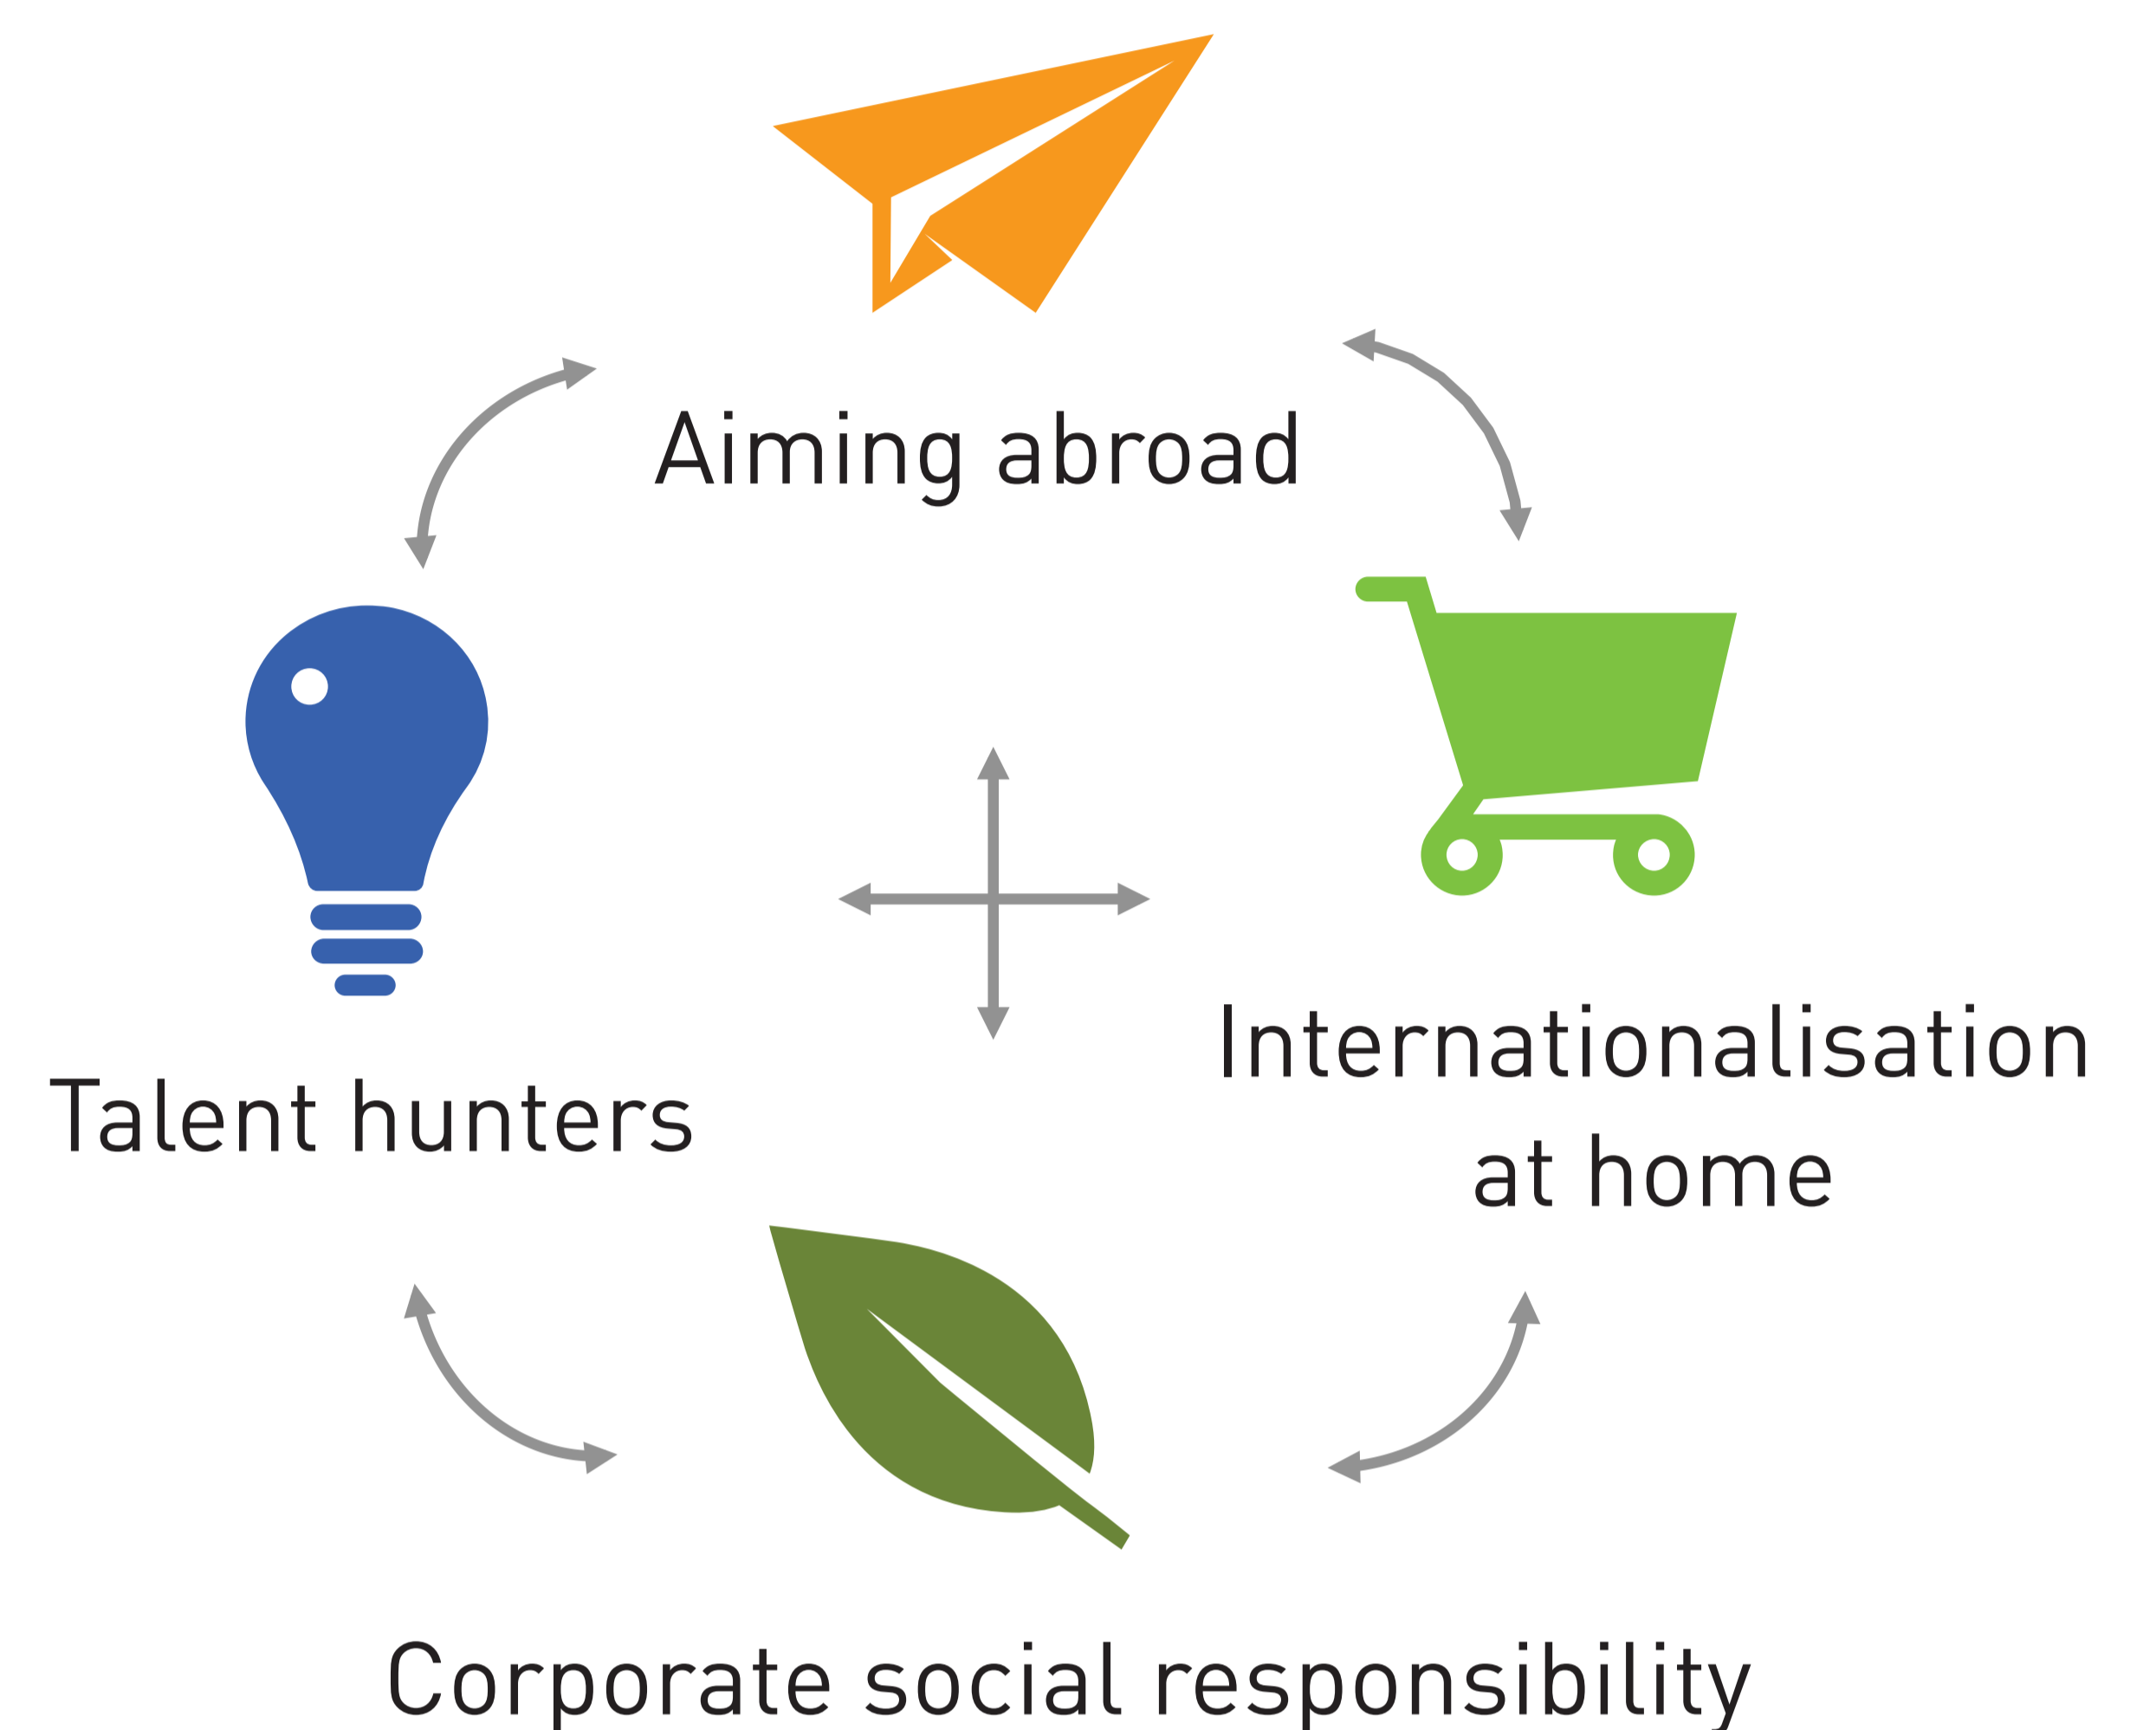 Aiming abroad
Talent hunters
Internationalisation
at home
Corporate social responsibility